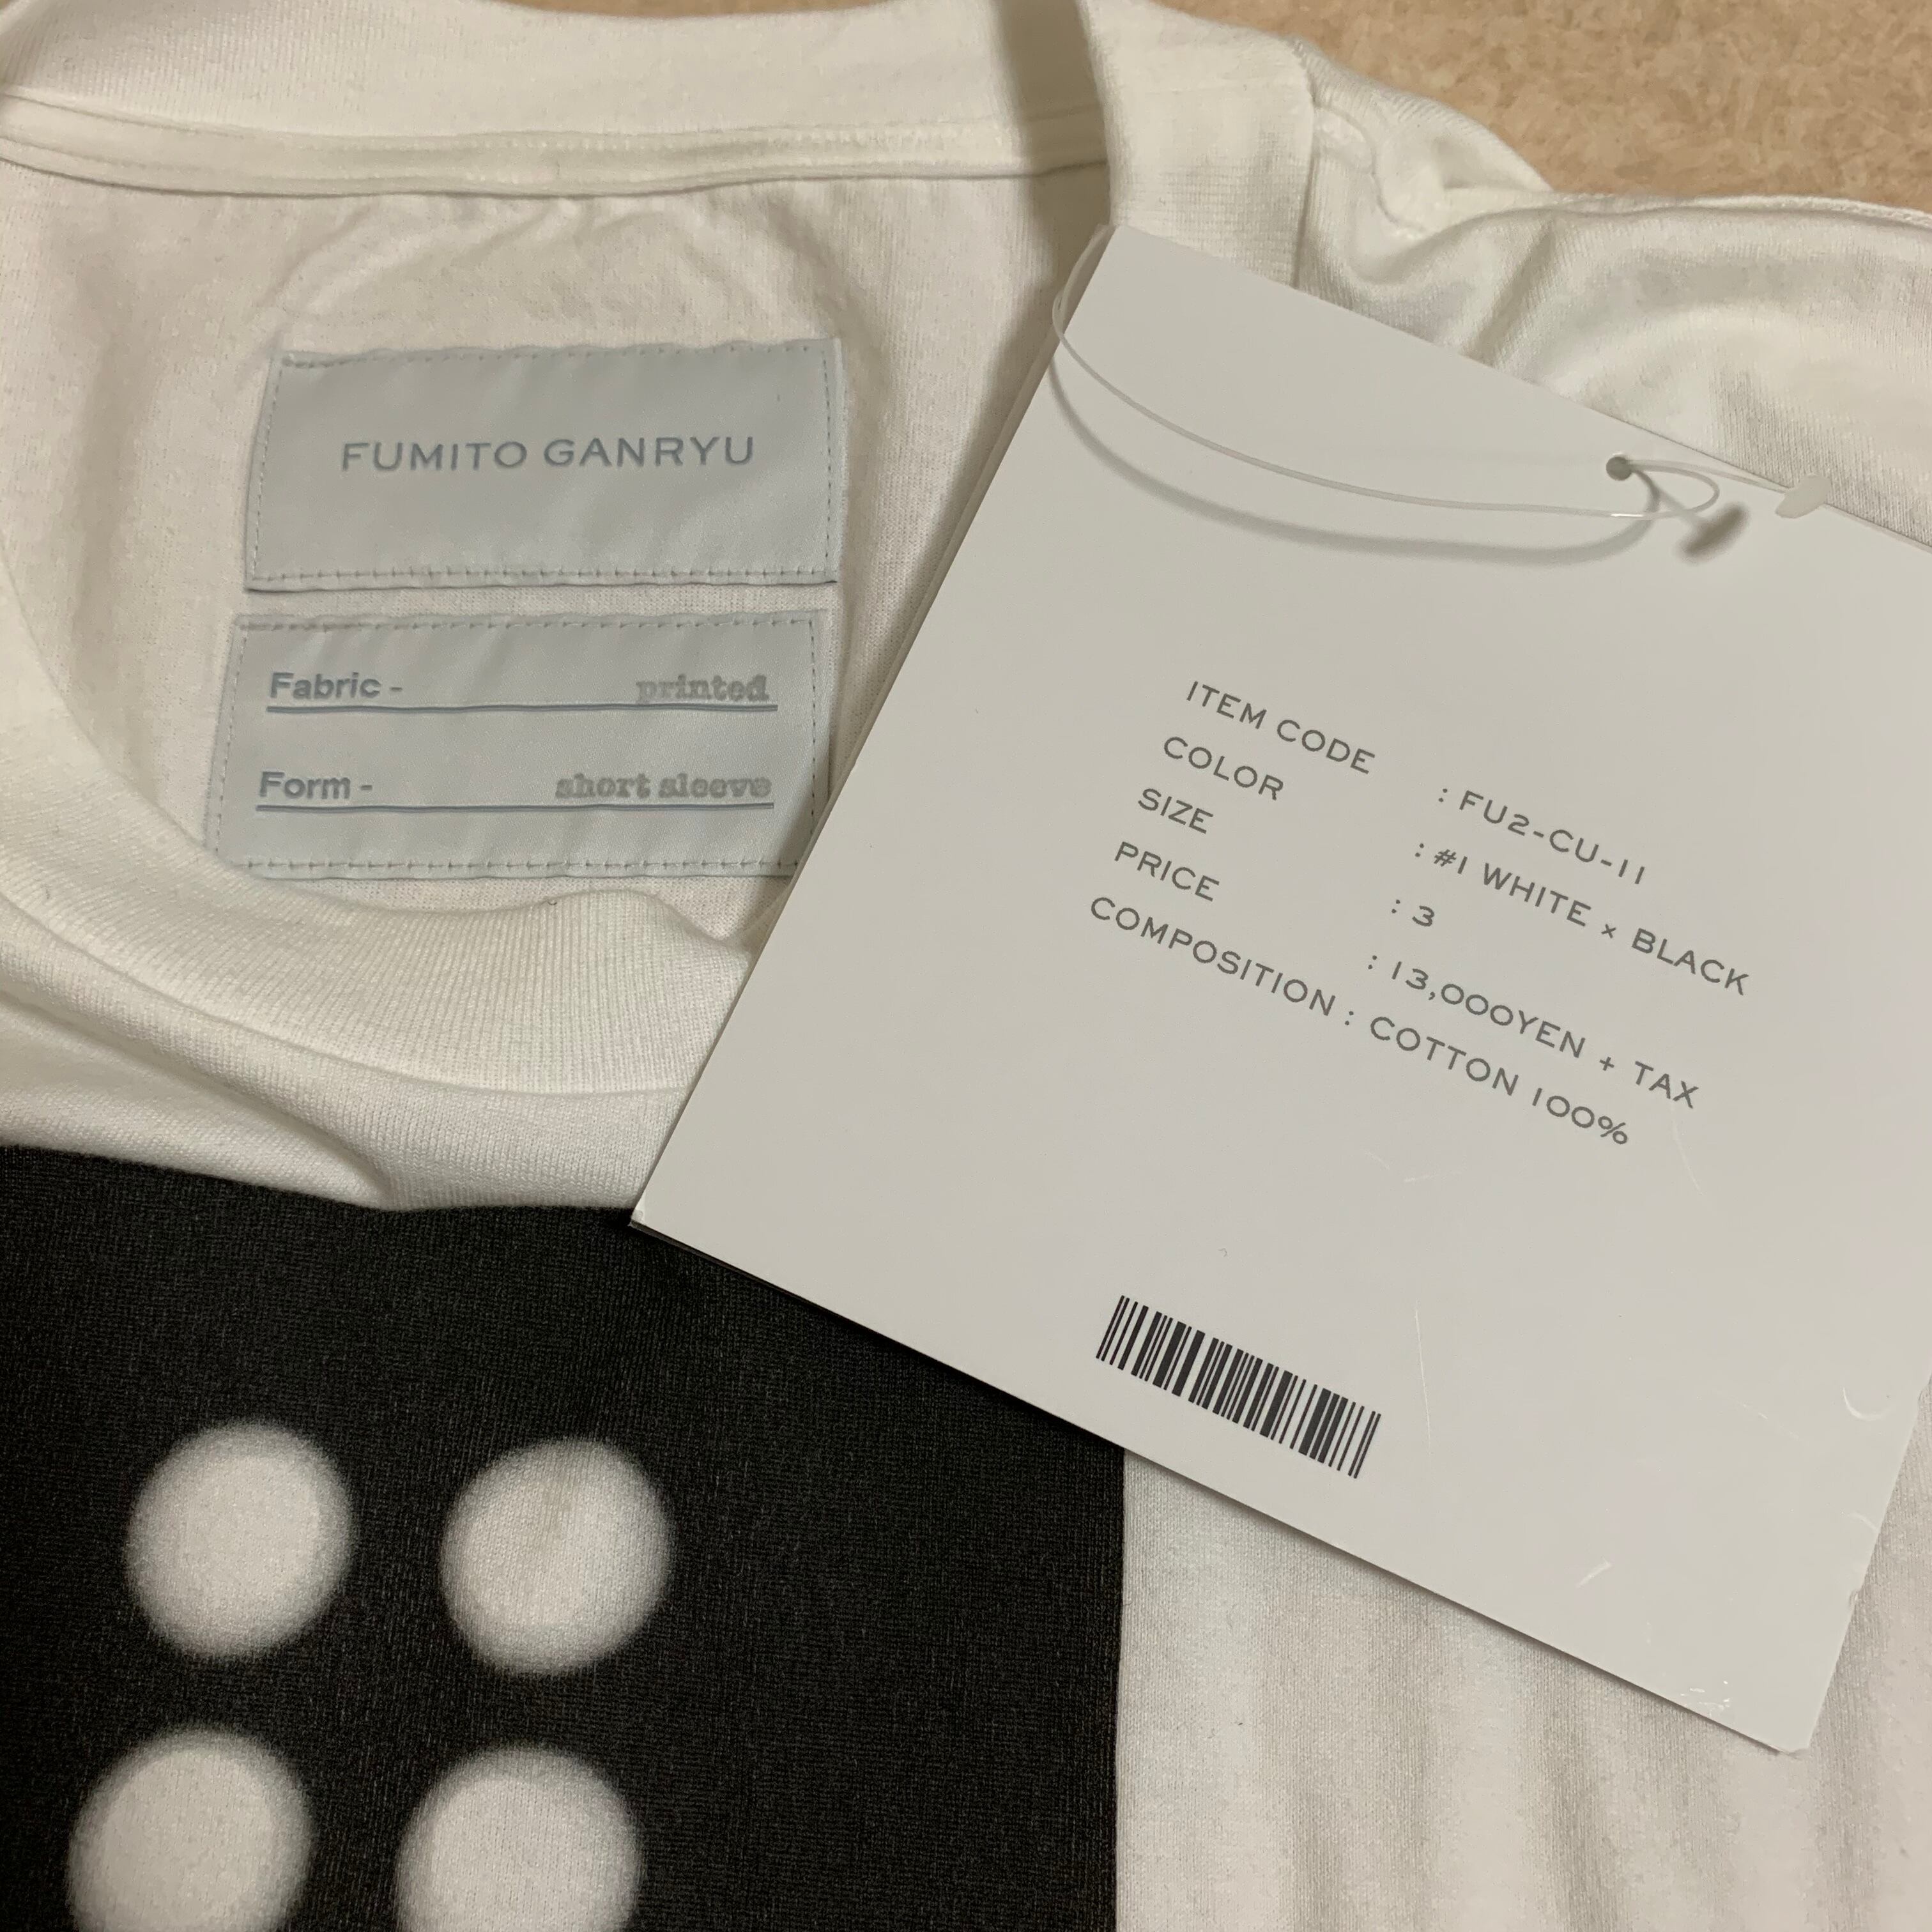 FUMITO GANRYU
Fabric - printed
Form - short sleeve
ITEM CODE : FU2-CU-11
COLOR : #1 WHITE × BLACK
SIZE : 3
PRICE : 13,000YEN + TAX
COMPOSITION : COTTON 100%